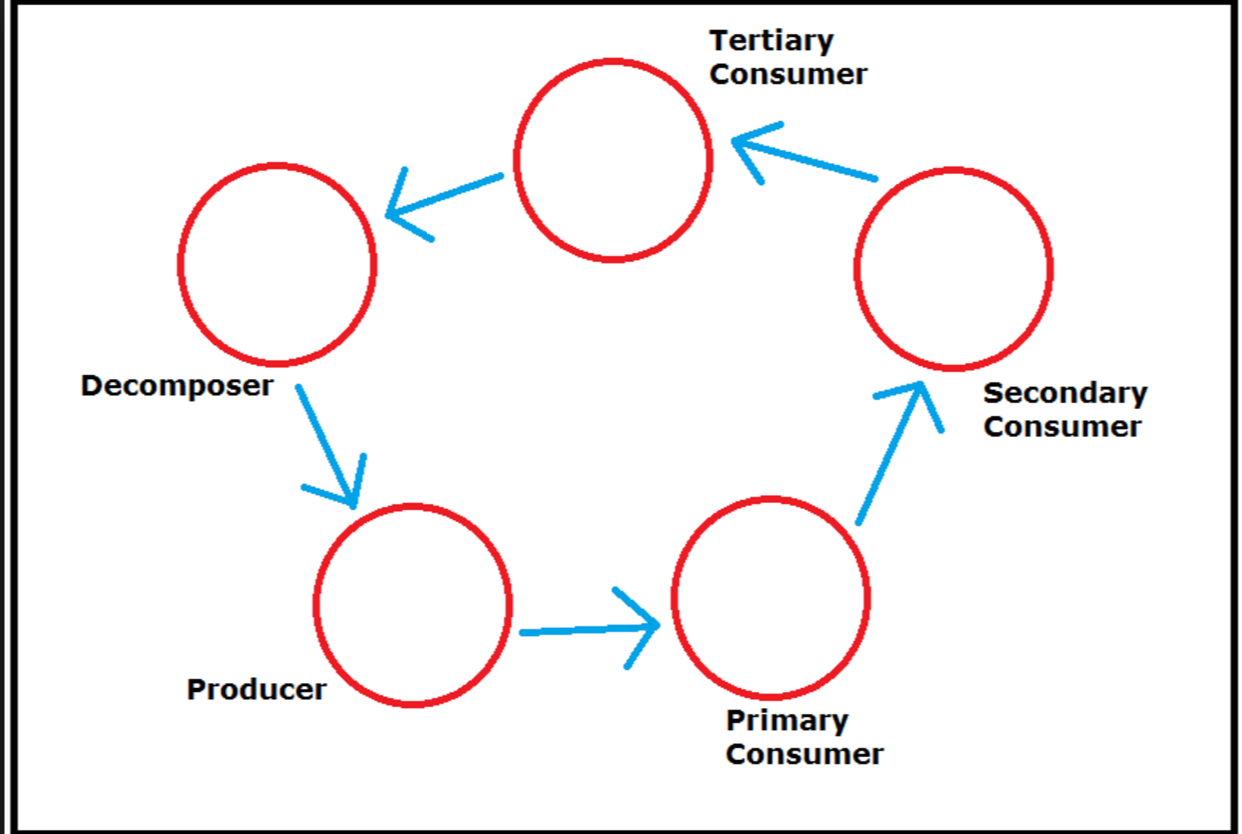 Tertiary
Consumer
Decomposer
Secondary
Consumer
Producer
Primary
Consumer